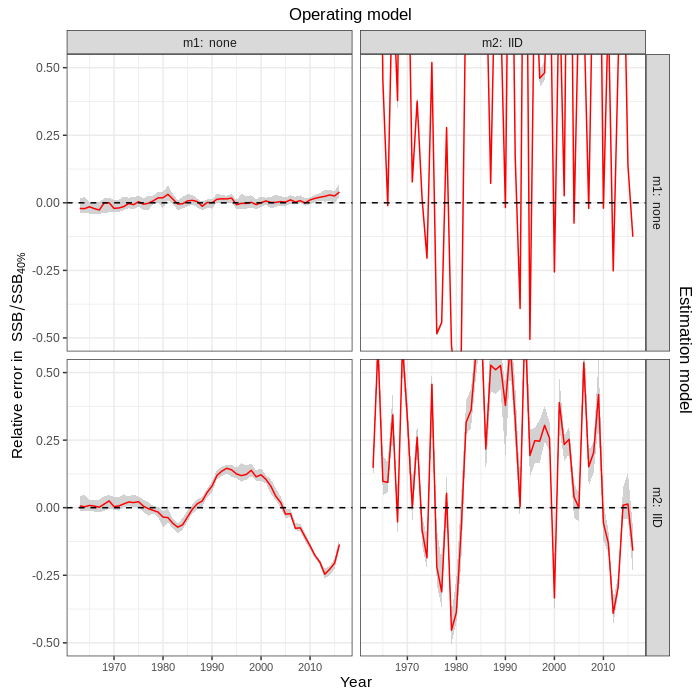 Operating model
m1: none
m2: IID
0.50
0.25
0.00
-0.25
-0.50
m1: none
0.50
0.25
0.00
-0.25
-0.50
m2: IID
1970
1980
1990
2000
2010
1970
1980
1990
2000
2010
Year
Relative error in SSB/SSB40%
Estimation model